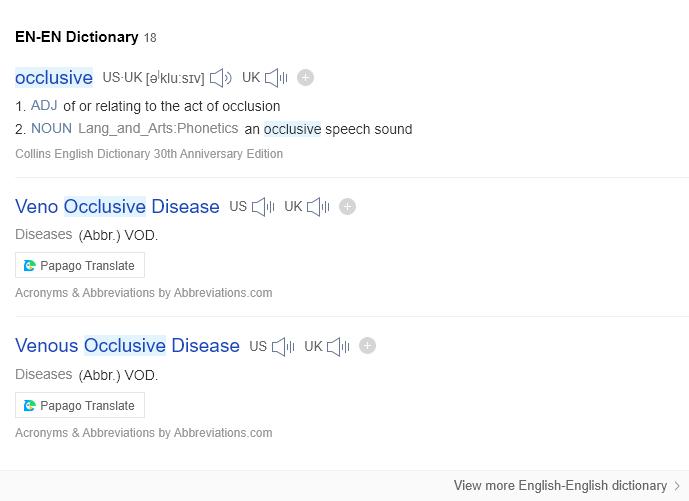 EN-EN Dictionary 18
occlusive US·UK [əˈklu:sɪv] UK
1. ADJ of or relating to the act of occlusion
2. NOUN Lang_and_Arts:Phonetics an occlusive speech sound
Collins English Dictionary 30th Anniversary Edition
Veno Occlusive Disease US UK
Diseases (Abbr.) VOD.
Papago Translate
Acronyms & Abbreviations by Abbreviations.com
Venous Occlusive Disease US UK
Diseases (Abbr.) VOD.
Papago Translate
Acronyms & Abbreviations by Abbreviations.com
View more English-English dictionary